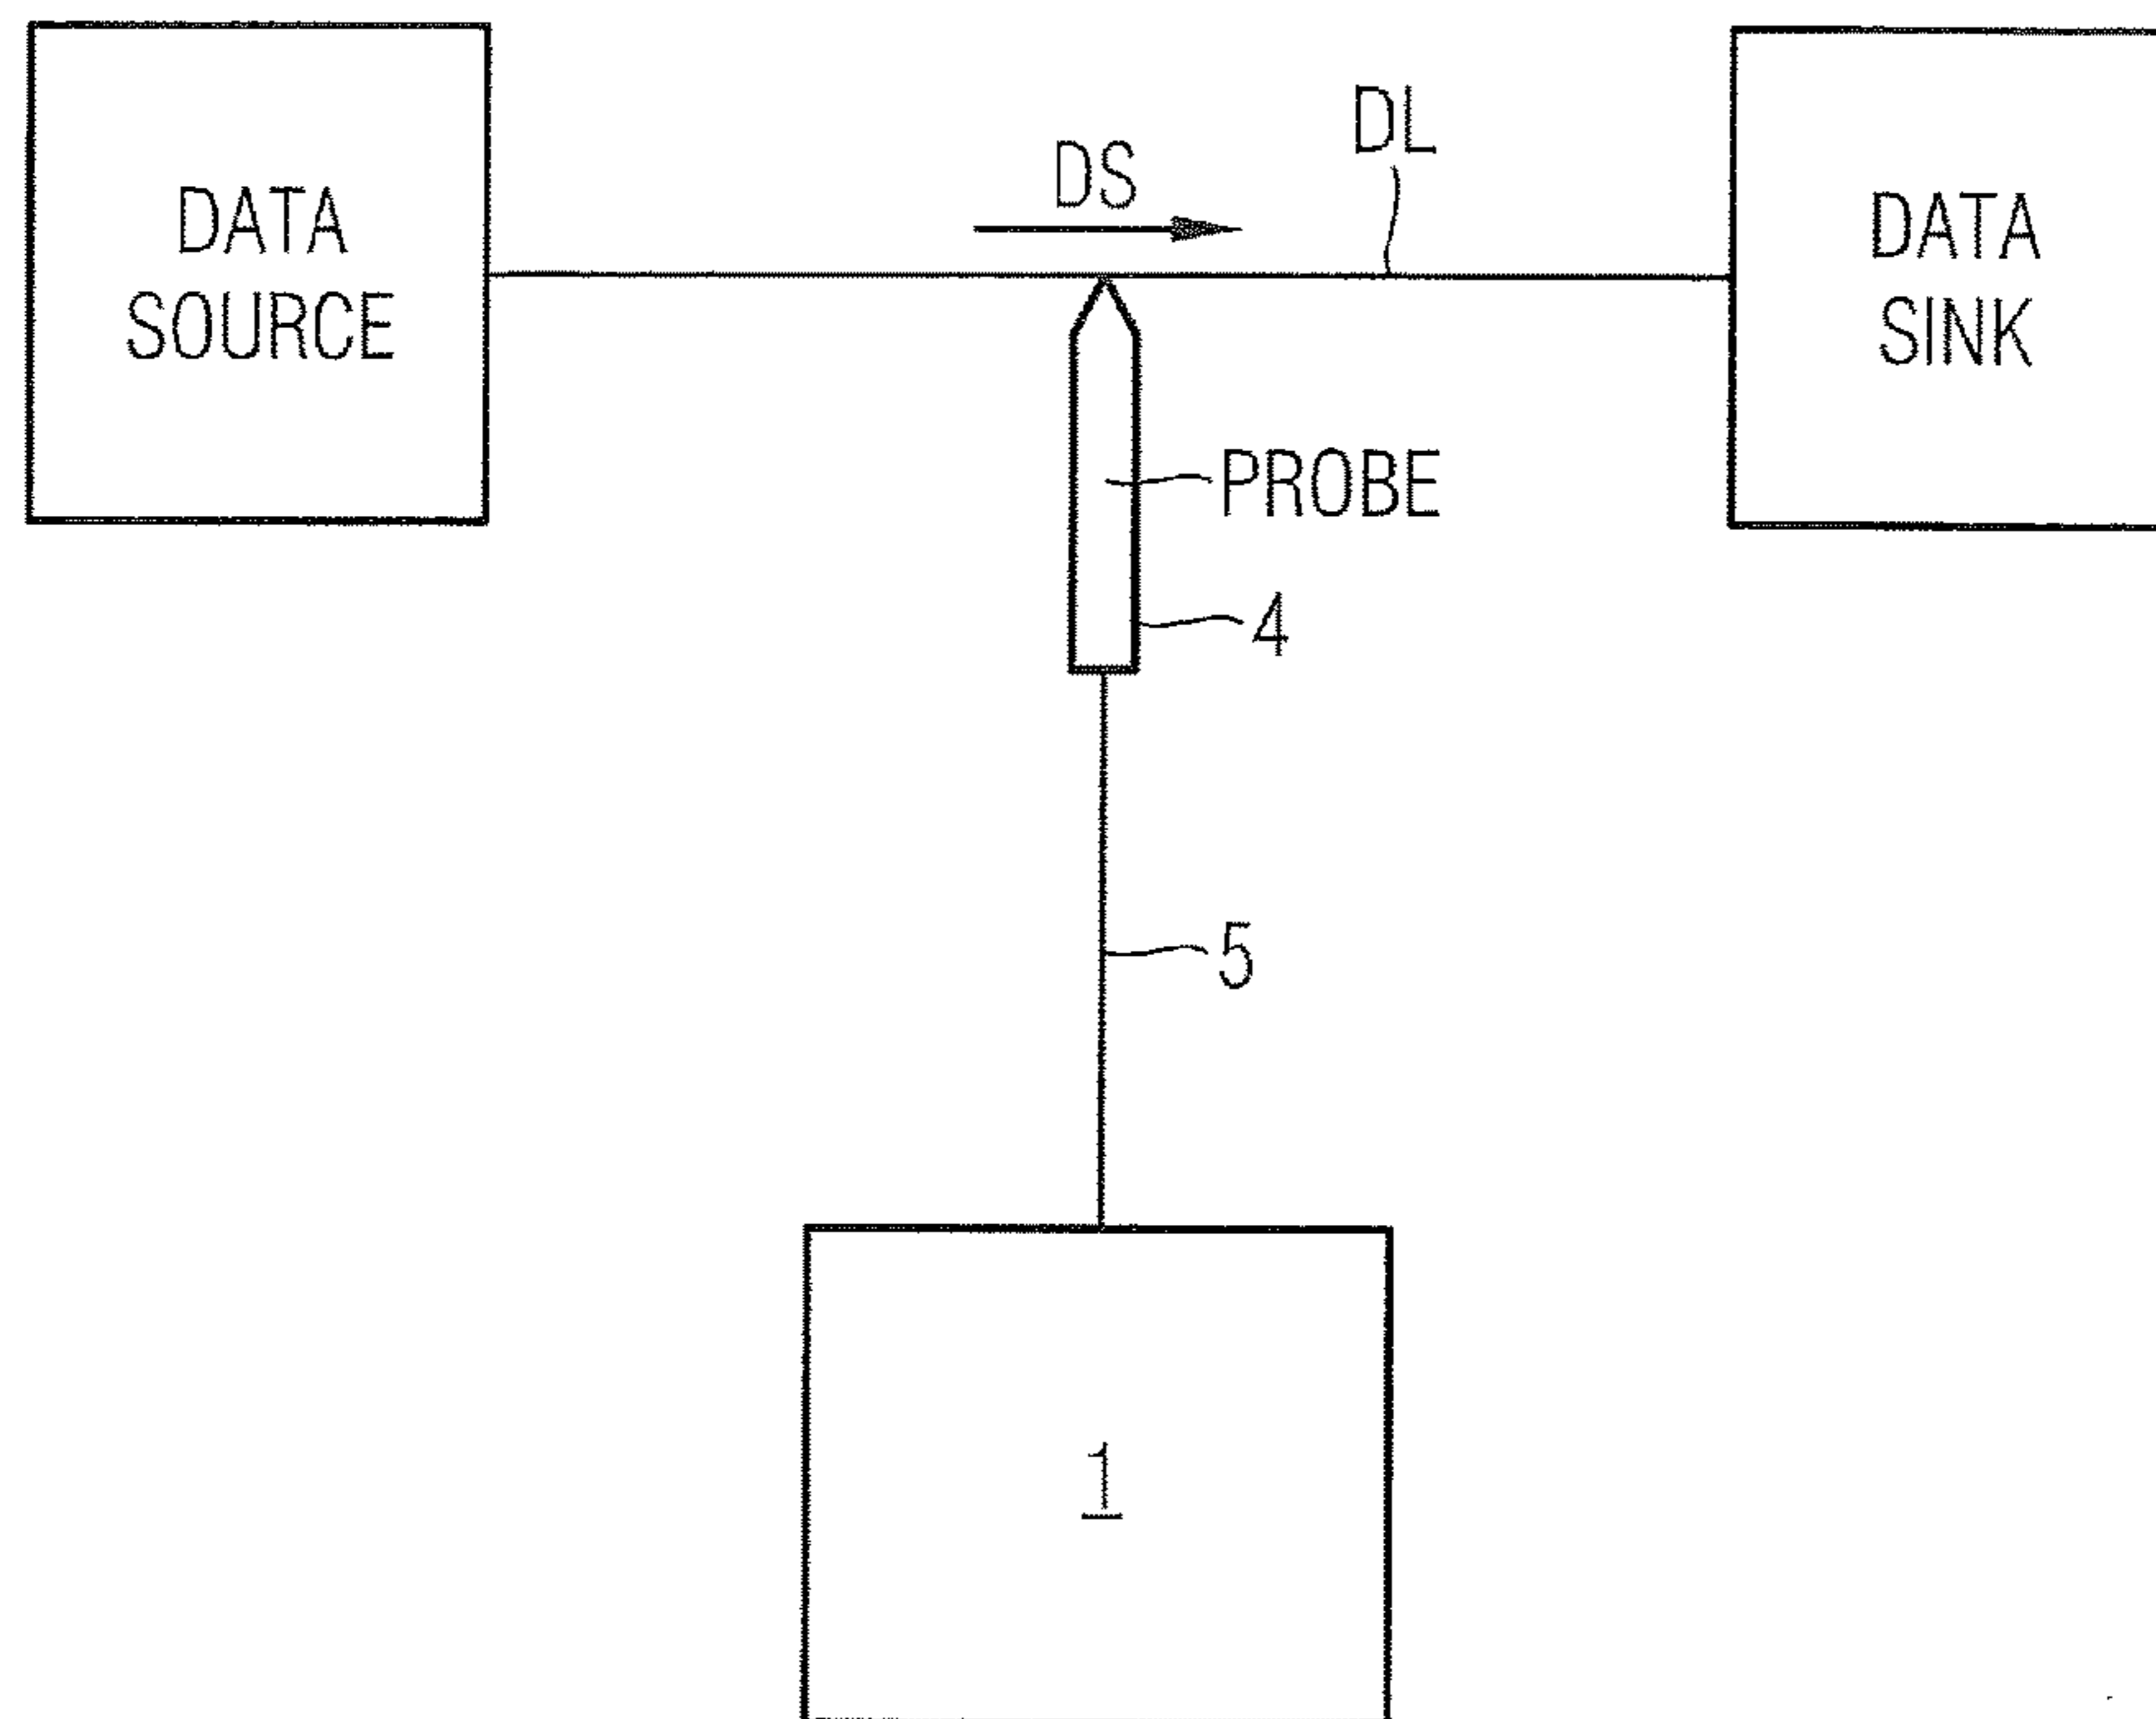 DATA
SOURCE
DS
DL
DATA
SINK
PROBE
4
5
1